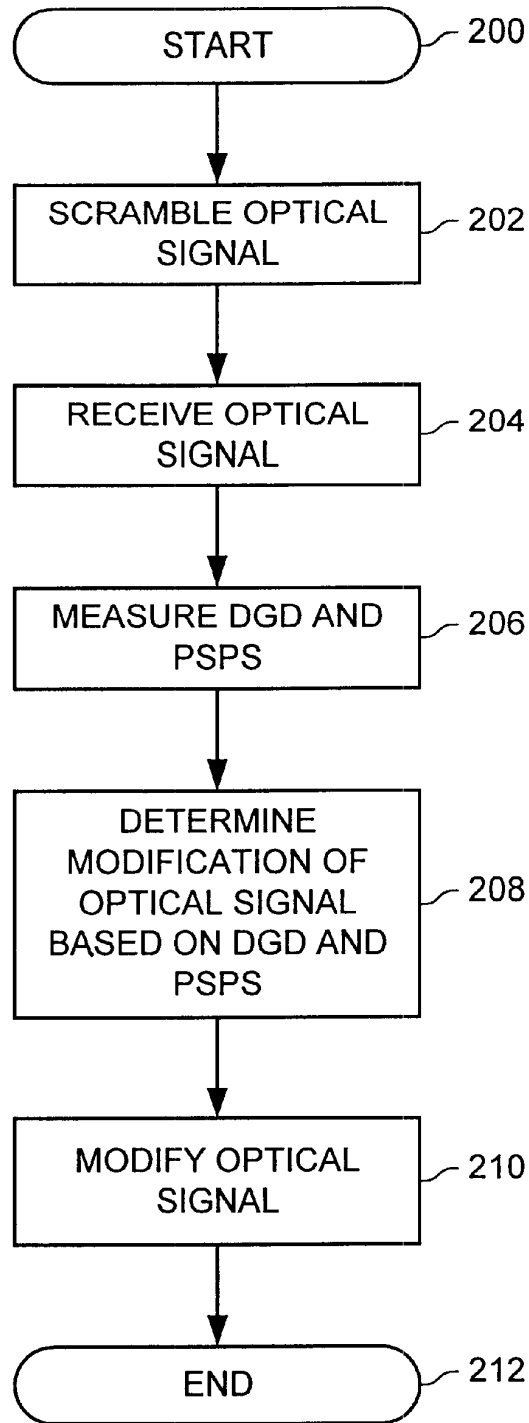 START
200
SCRAMBLE OPTICAL
SIGNAL
202
RECEIVE OPTICAL
SIGNAL
204
MEASURE DGD AND
PSPS
206
DETERMINE
MODIFICATION OF
OPTICAL SIGNAL
BASED ON DGD AND
PSPS
208
MODIFY OPTICAL
SIGNAL
210
END
212